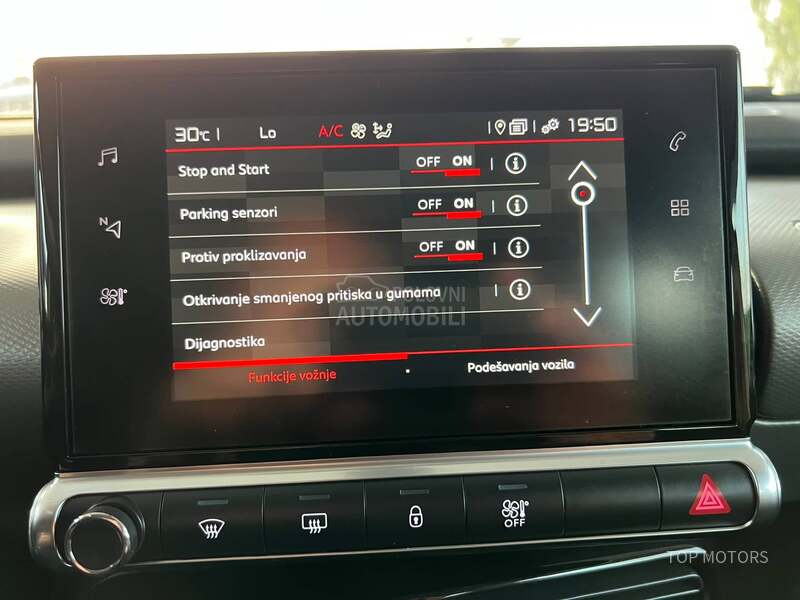 30°C Lo A/C 19:50
Stop and Start OFF ON i
Parking senzori OFF ON i
Protiv proklizavanja OFF ON i
Otkrivanje smanjenog pritiska u gumama i
POLOVNI
AUTOMOBILI
Dijagnostika
Funkcije vožnje Podešavanja vozila
N
OFF
TOP MOTORS